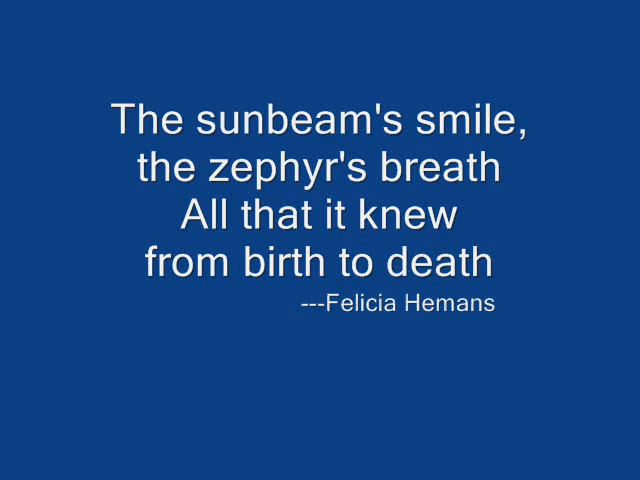 The sunbeam's smile,
the zephyr's breath
All that it knew
from birth to death
---Felicia Hemans